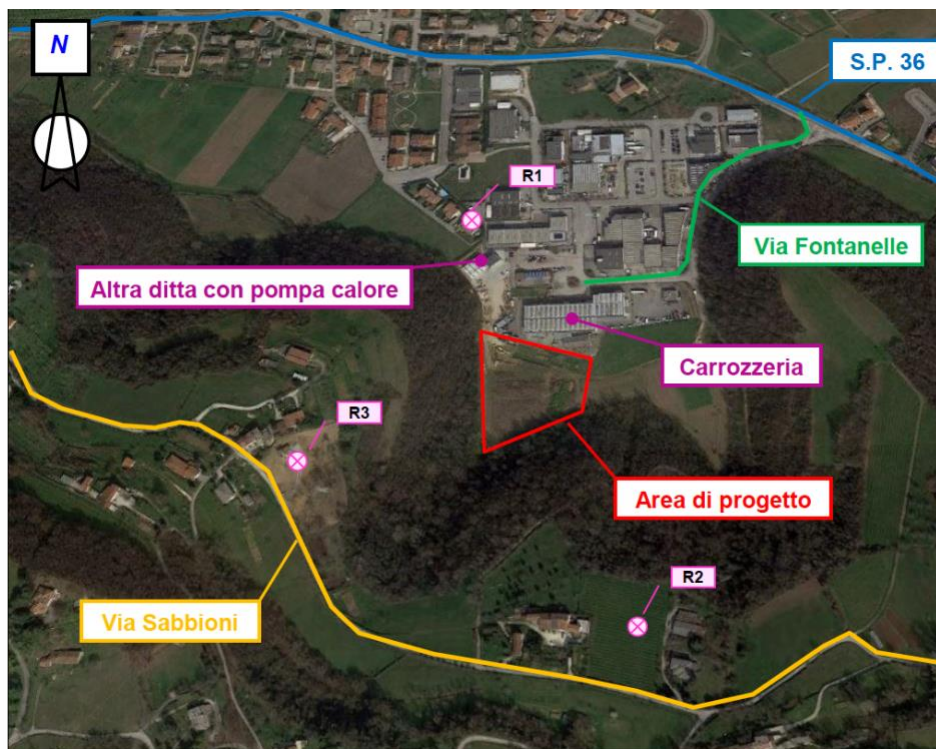 N
S.P. 36
R1
Via Fontanelle
Altra ditta con pompa calore
Carrozzeria
R3
Area di progetto
R2
Via Sabbioni